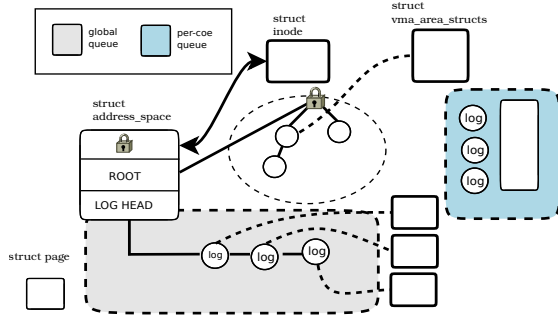 global
queue
per-coe
queue
struct
inode
struct
vma_area_structs
struct
address_space
ROOT
LOG HEAD
log
log
log
log
log
log
struct page